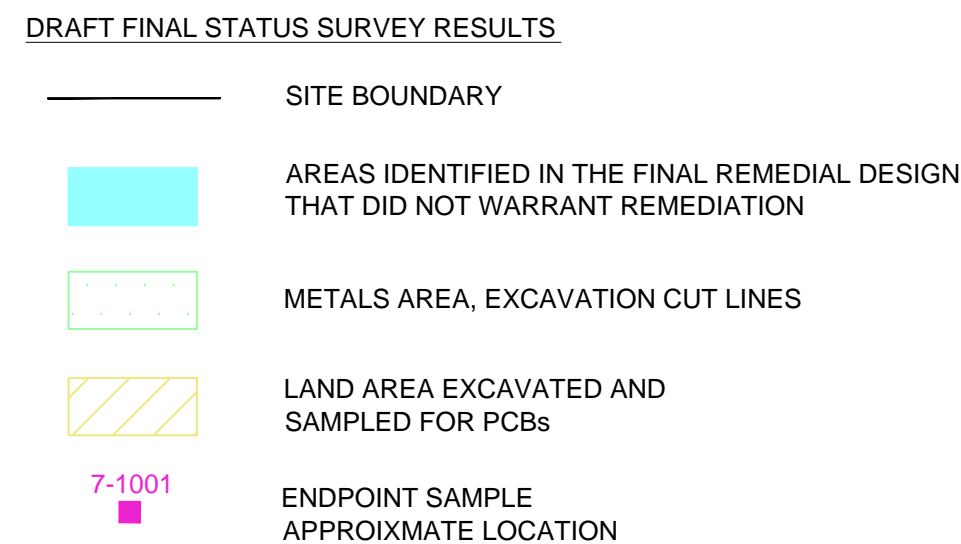 DRAFT FINAL STATUS SURVEY RESULTS
SITE BOUNDARY
AREAS IDENTIFIED IN THE FINAL REMEDIAL DESIGN
THAT DID NOT WARRANT REMEDIATION
METALS AREA, EXCAVATION CUT LINES
LAND AREA EXCAVATED AND
SAMPLED FOR PCBs
7-1001
ENDPOINT SAMPLE
APPROIXMATE LOCATION